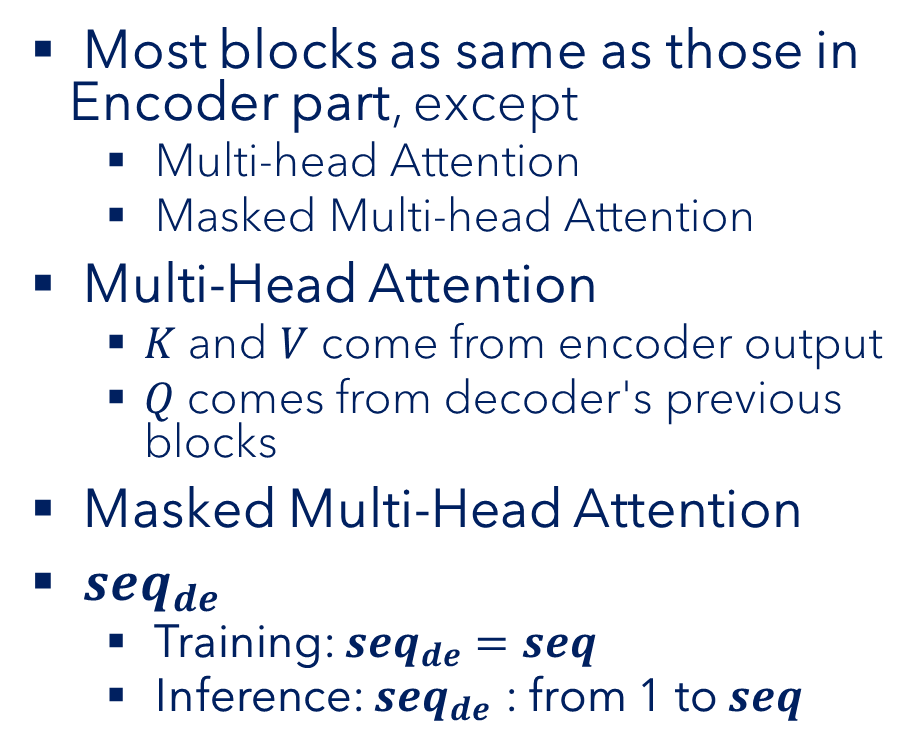 ▪ Most blocks as same as those in
Encoder part, except
▪ Multi-head Attention
▪ Masked Multi-head Attention
▪ Multi-Head Attention
▪ K and V come from encoder output
▪ Q comes from decoder's previous
blocks
▪ Masked Multi-Head Attention
▪ seq_de
▪ Training: seq_de = seq
▪ Inference: seq_de : from 1 to seq